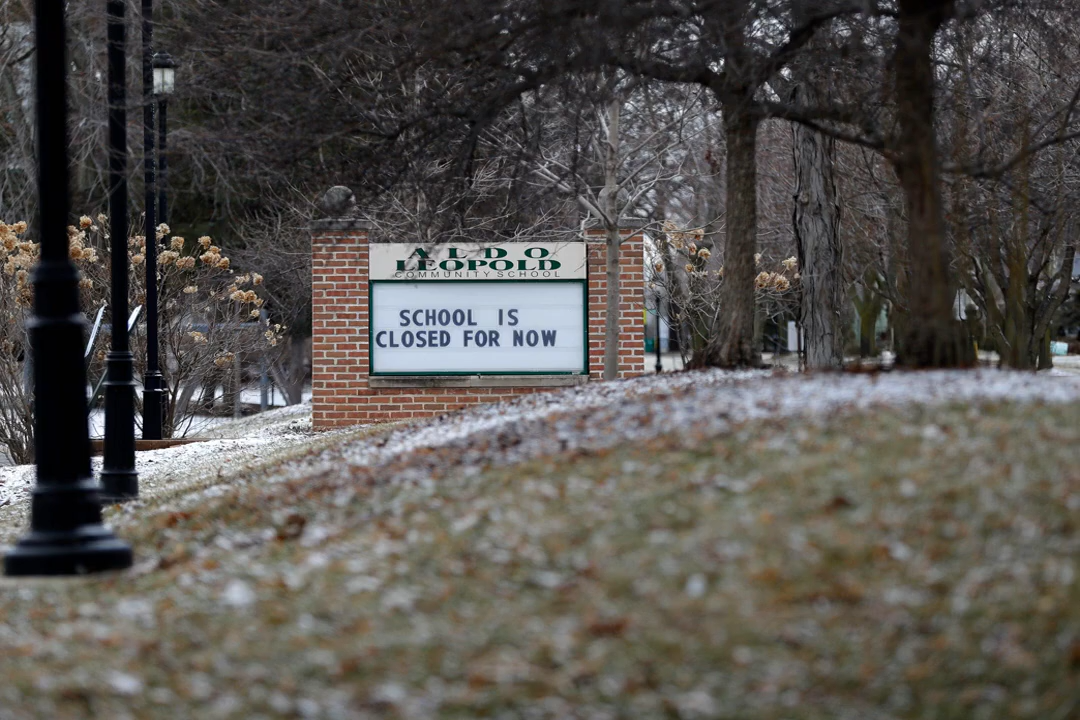 ALDO
LEOPOLD
COMMUNITY SCHOOL
SCHOOL IS
CLOSED FOR NOW